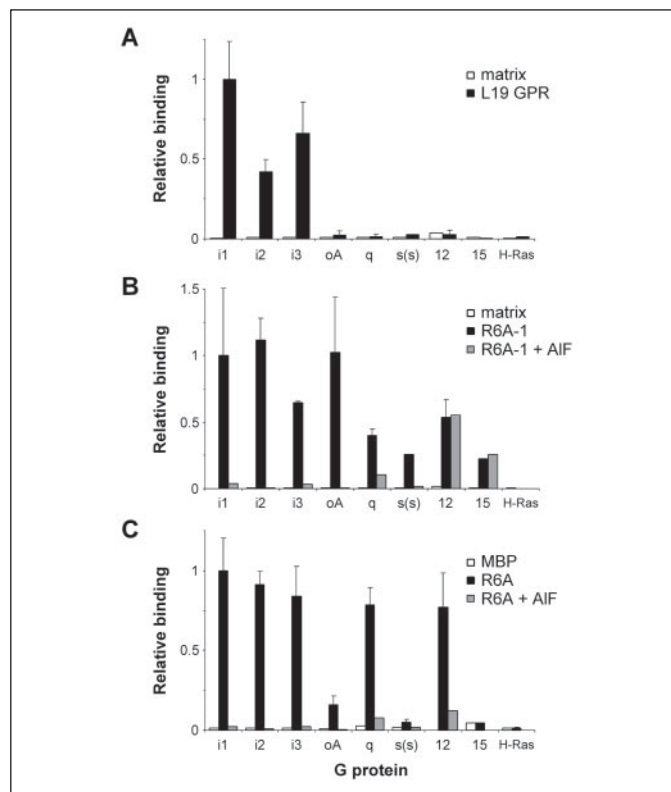 A
Relative binding
1
0.5
0
matrix
L19 GPR
i1 i2 i3 oA q s(s) 12 15 H-Ras
B
Relative binding
1.5
1
0.5
0
matrix
R6A-1
R6A-1 + AlF
i1 i2 i3 oA q s(s) 12 15 H-Ras
C
Relative binding
1
0.5
0
MBP
R6A
R6A + AlF
i1 i2 i3 oA q s(s) 12 15 H-Ras
G protein